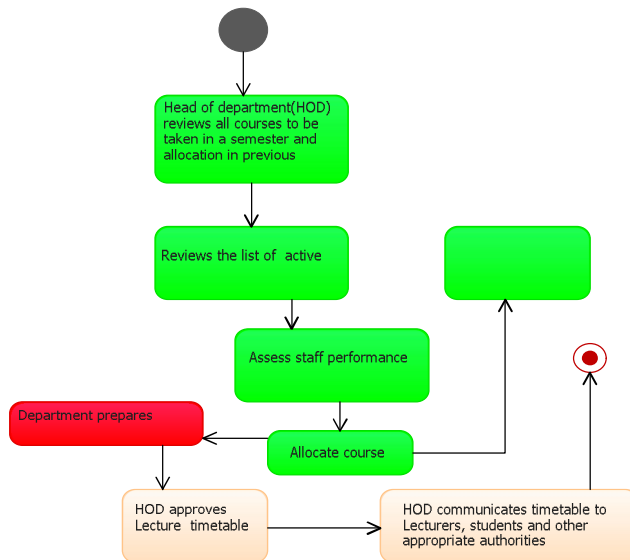 Head of department(HOD)
reviews all courses to be
taken in a semester and
allocation in previous
Reviews the list of  active
Assess staff performance
Department prepares
Allocate course
HOD approves
Lecture  timetable
HOD communicates timetable to
Lecturers, students and other
appropriate authorities